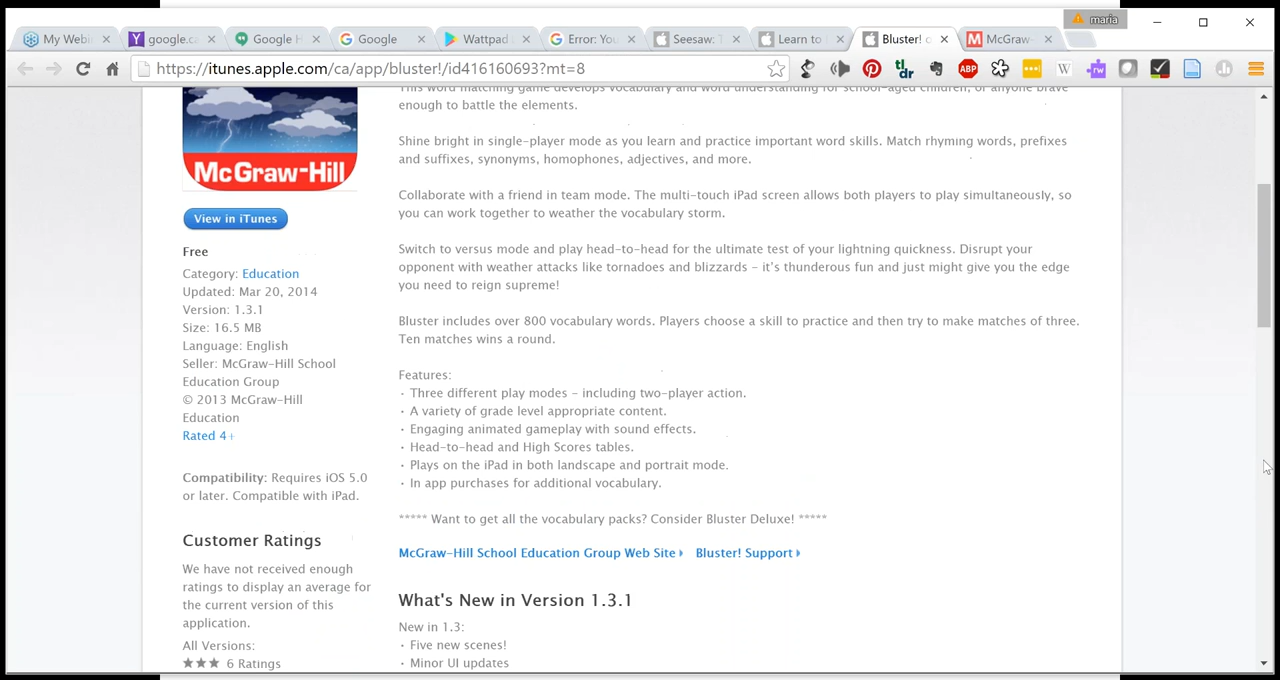 maria
My Webi
google.ca
Google H
Google
Wattpad
Error: You
Seesaw: T
Learn to
Bluster! o
McGraw-
https://itunes.apple.com/ca/app/bluster!/id416160693?mt=8
tl;dr
ABP
W
rw
This word matching game develops vocabulary and word understanding for school-aged children, or anyone brave
enough to battle the elements.
Shine bright in single-player mode as you learn and practice important word skills. Match rhyming words, prefixes
and suffixes, synonyms, homophones, adjectives, and more.
McGraw-Hill
Collaborate with a friend in team mode. The multi-touch iPad screen allows both players to play simultaneously, so
you can work together to weather the vocabulary storm.
View in iTunes
Switch to versus mode and play head-to-head for the ultimate test of your lightning quickness. Disrupt your
opponent with weather attacks like tornadoes and blizzards – it's thunderous fun and just might give you the edge
you need to reign supreme!
Free
Category: Education
Updated: Mar 20, 2014
Version: 1.3.1
Size: 16.5 MB
Language: English
Seller: McGraw-Hill School
Education Group
© 2013 McGraw-Hill
Education
Rated 4+
Bluster includes over 800 vocabulary words. Players choose a skill to practice and then try to make matches of three.
Ten matches wins a round.
Features:
• Three different play modes – including two-player action.
• A variety of grade level appropriate content.
• Engaging animated gameplay with sound effects.
• Head-to-head and High Scores tables.
• Plays on the iPad in both landscape and portrait mode.
• In app purchases for additional vocabulary.
Compatibility: Requires iOS 5.0
or later. Compatible with iPad.
***** Want to get all the vocabulary packs? Consider Bluster Deluxe! *****
McGraw-Hill School Education Group Web Site
Bluster! Support
Customer Ratings
We have not received enough
ratings to display an average for
the current version of this
application.
All Versions:
6 Ratings
What's New in Version 1.3.1
New in 1.3:
• Five new scenes!
• Minor UI updates